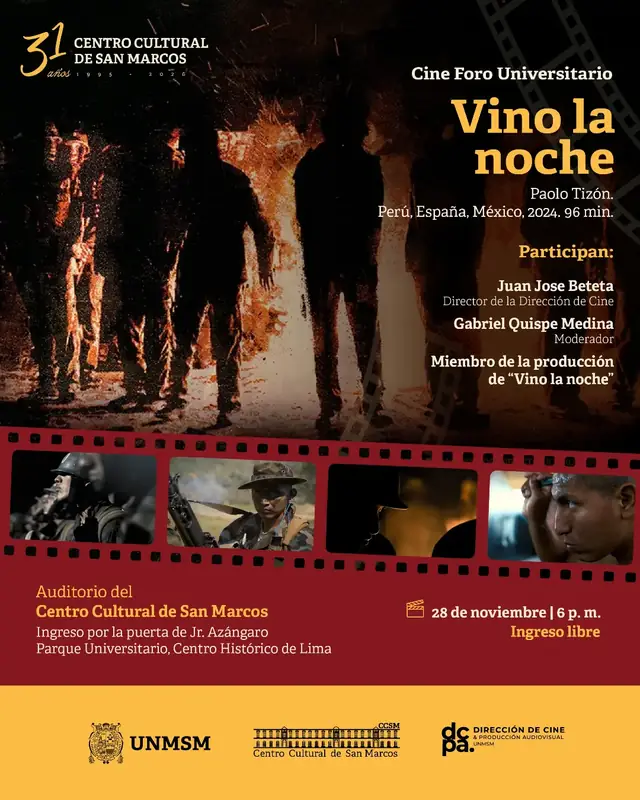 31
años
1995 - 2026
CENTRO CULTURAL
DE SAN MARCOS
Cine Foro Universitario
Vino la
noche
Paolo Tizón.
Perú, España, México, 2024. 96 min.
Participan:
Juan Jose Beteta
Director de la Dirección de Cine
Gabriel Quispe Medina
Moderador
Miembro de la producción
de “Vino la noche”
Auditorio del
Centro Cultural de San Marcos
Ingreso por la puerta de Jr. Azángaro
Parque Universitario, Centro Histórico de Lima
28 de noviembre | 6 p. m.
Ingreso libre
UNMSM
CCSM
Centro Cultural de San Marcos
dc
pa.
DIRECCIÓN DE CINE
& PRODUCCIÓN AUDIOVISUAL
UNMSM